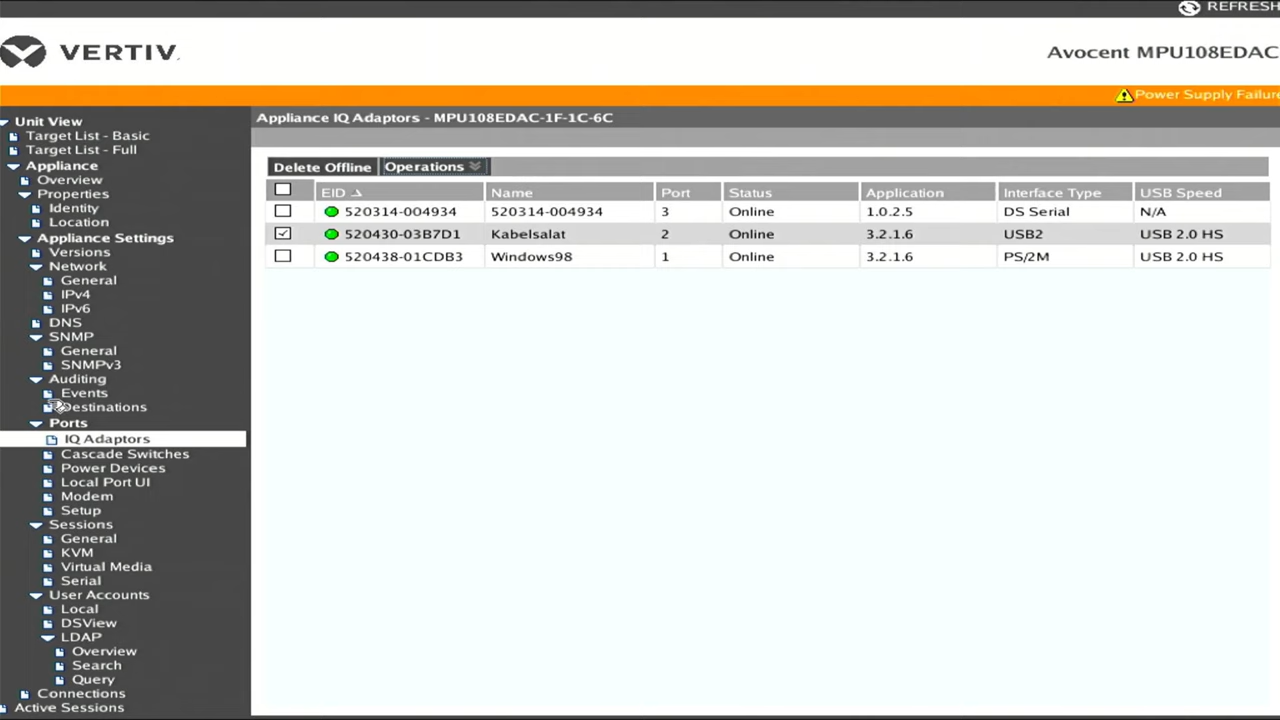 REFRESH
VERTIV.
Avocent MPU108EDAC
Power Supply Failure
Unit View
Target List - Basic
Target List - Full
Appliance
Overview
Properties
Identity
Location
Appliance Settings
Versions
Network
General
IPv4
IPv6
DNS
SNMP
General
SNMPv3
Auditing
Events
Destinations
Ports
IQ Adaptors
Cascade Switches
Power Devices
Local Port UI
Modem
Setup
Sessions
General
KVM
Virtual Media
Serial
User Accounts
Local
DSView
LDAP
Overview
Search
Query
Connections
Active Sessions
Appliance IQ Adaptors - MPU108EDAC-1F-1C-6C
Delete Offline Operations
EID Name Port Status Application Interface Type USB Speed
520314-004934 520314-004934 3 Online 1.0.2.5 DS Serial N/A
520430-03B7D1 Kabelsalat 2 Online 3.2.1.6 USB2 USB 2.0 HS
520438-01CDB3 Windows98 1 Online 3.2.1.6 PS/2M USB 2.0 HS